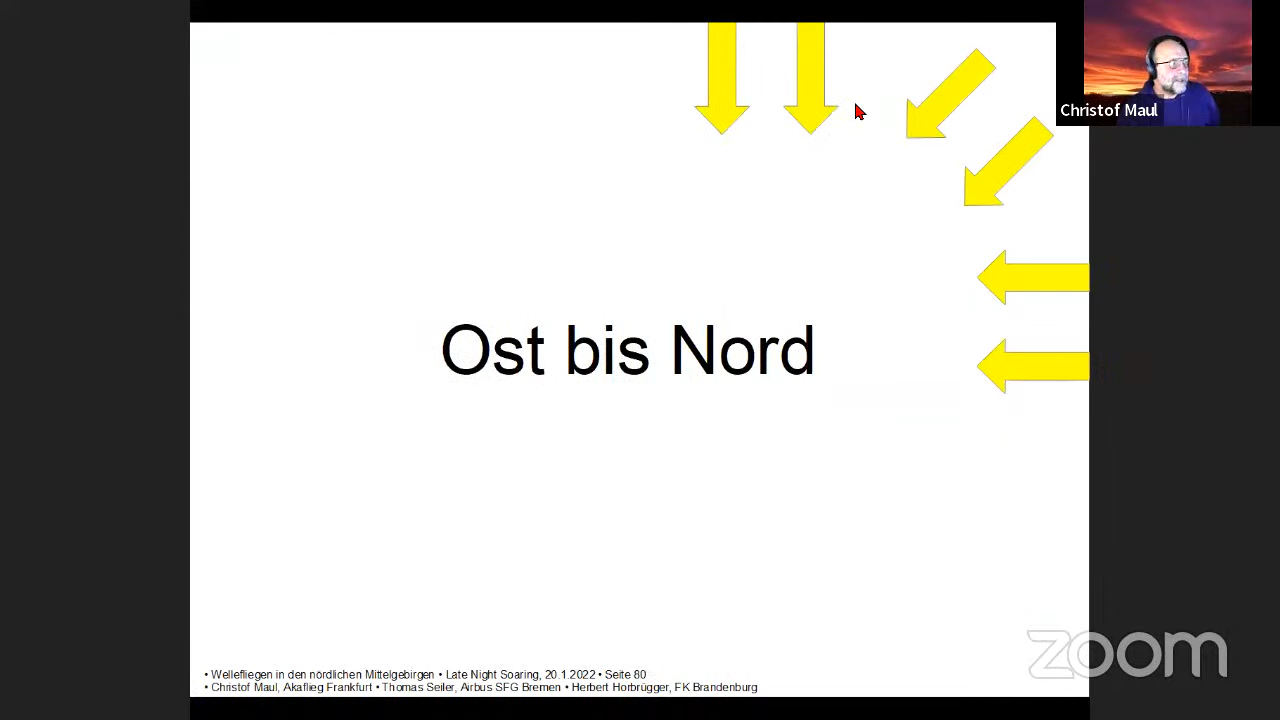 Christof Maul
Ost bis Nord
zoom
• Wellefliegen in den nördlichen Mittelgebirgen • Late Night Soaring, 20.1.2022 • Seite 80
• Christof Maul, Akaflieg Frankfurt • Thomas Seiler, Airbus SFG Bremen • Herbert Horbrügger, FK Brandenburg